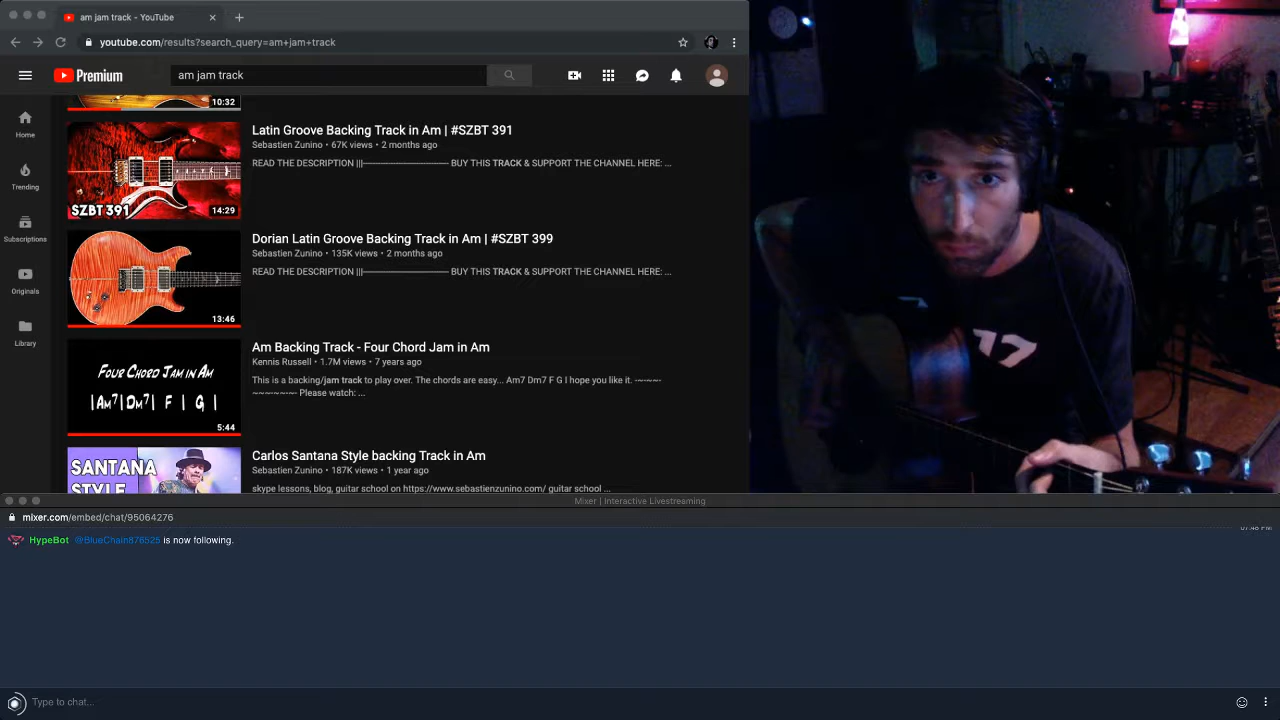 am jam track - YouTube
youtube.com/results?search_query=am+jam+track
Premium
am jam track
Home
Trending
Subscriptions
Originals
Library
10:32
Latin Groove Backing Track in Am | #SZBT 391
Sebastien Zunino • 67K views • 2 months ago
READ THE DESCRIPTION |||------------------------------- BUY THIS TRACK & SUPPORT THE CHANNEL HERE: ...
SZBT 391
14:29
Dorian Latin Groove Backing Track in Am | #SZBT 399
Sebastien Zunino • 135K views • 2 months ago
READ THE DESCRIPTION |||------------------------------- BUY THIS TRACK & SUPPORT THE CHANNEL HERE: ...
13:46
Am Backing Track - Four Chord Jam in Am
Kennis Russell • 1.7M views • 7 years ago
This is a backing/jam track to play over. The chords are easy... Am7 Dm7 F G I hope you like it. -~-~~-
~~~-~~-~- Please watch: ...
FOUR CHORD JAM IN AM
|AM7|DM7| F | G |
5:44
Carlos Santana Style backing Track in Am
Sebastien Zunino • 187K views • 1 year ago
skype lessons, blog, guitar school on https://www.sebastienzunino.com/ guitar school ...
SANTANA
STYLE
Mixer | Interactive Livestreaming
mixer.com/embed/chat/95064276
07:48 PM
HypeBot @BlueChain876525 is now following.
Type to chat...